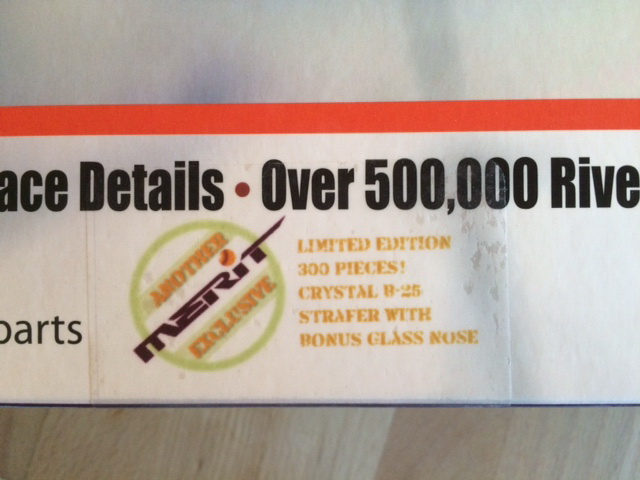 ace Details • Over 500,000 Rive
ANOTHER
MERIT
EXCLUSIVE
LIMITED EDITION
300 PIECES!
CRYSTAL B-25
STRAFER WITH
BONUS GLASS NOSE
parts